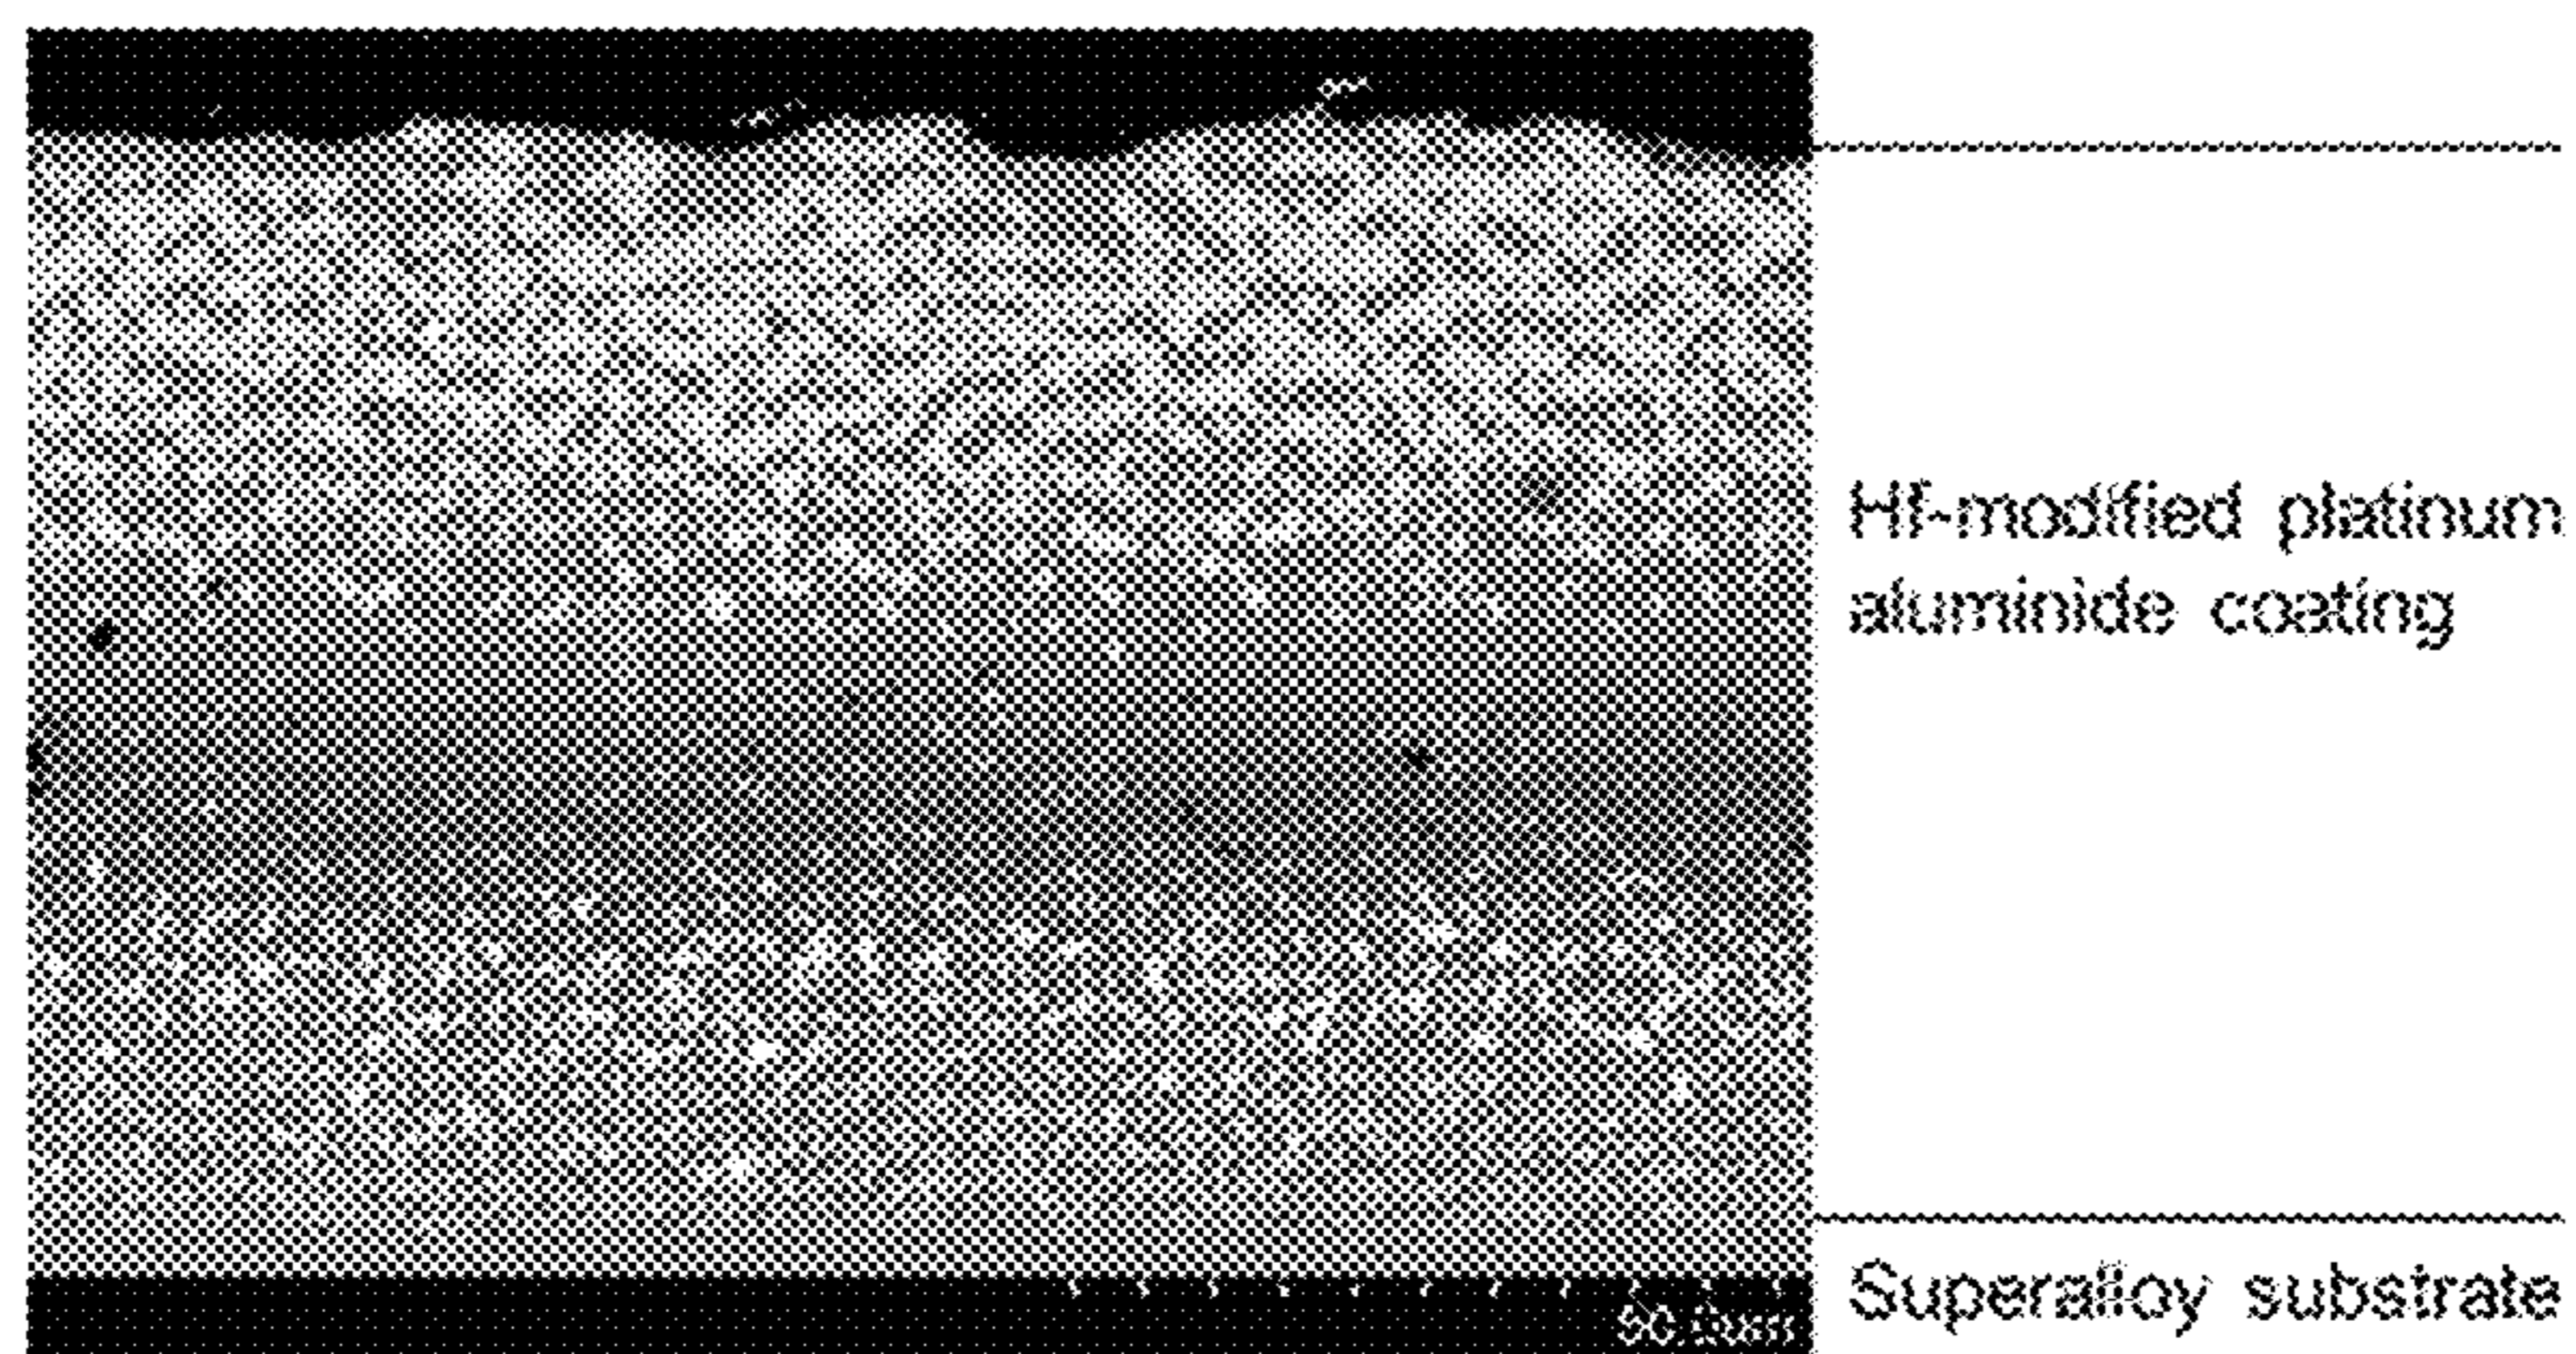 Hf-modified platinum
aluminide coating
Superalloy substrate